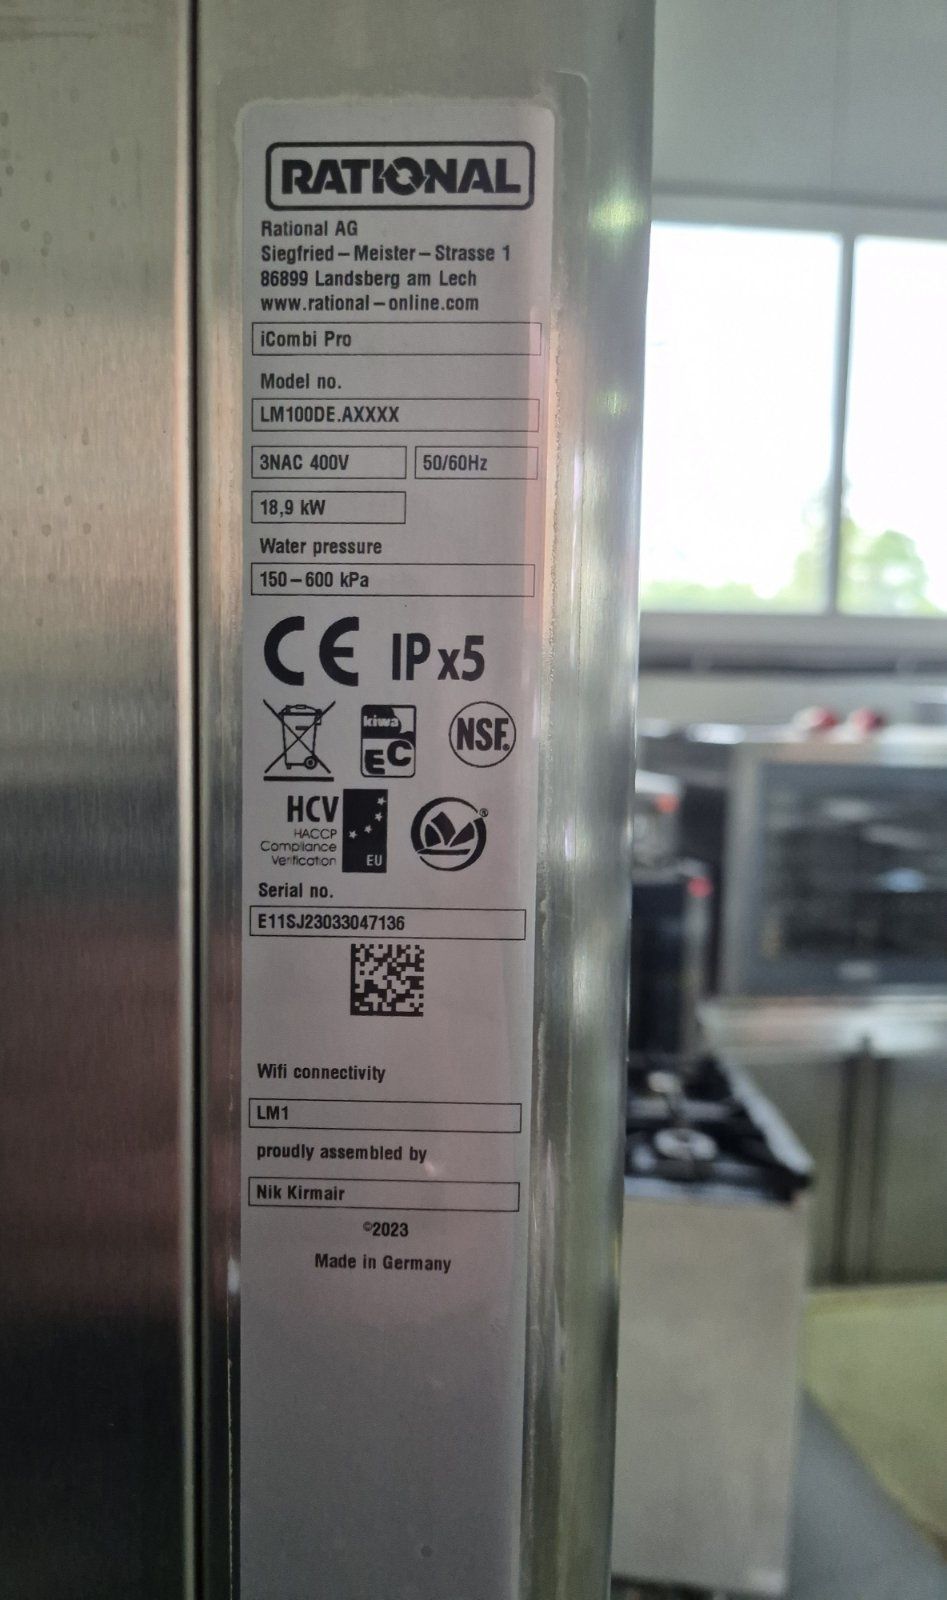 RATIONAL
Rational AG
Siegfried – Meister – Strasse 1
86899 Landsberg am Lech
www.rational – online.com
iCombi Pro
Model no.
LM100DE.AXXXX
3NAC 400V 50/60Hz
18,9 kW
Water pressure
150 – 600 kPa
CE IP x5
kiwa
EC
NSF.
HCV
HACCP
Compliance
Verification
EU
®
Serial no.
E11SJ23033047136
Wifi connectivity
LM1
proudly assembled by
Nik Kirmair
©2023
Made in Germany